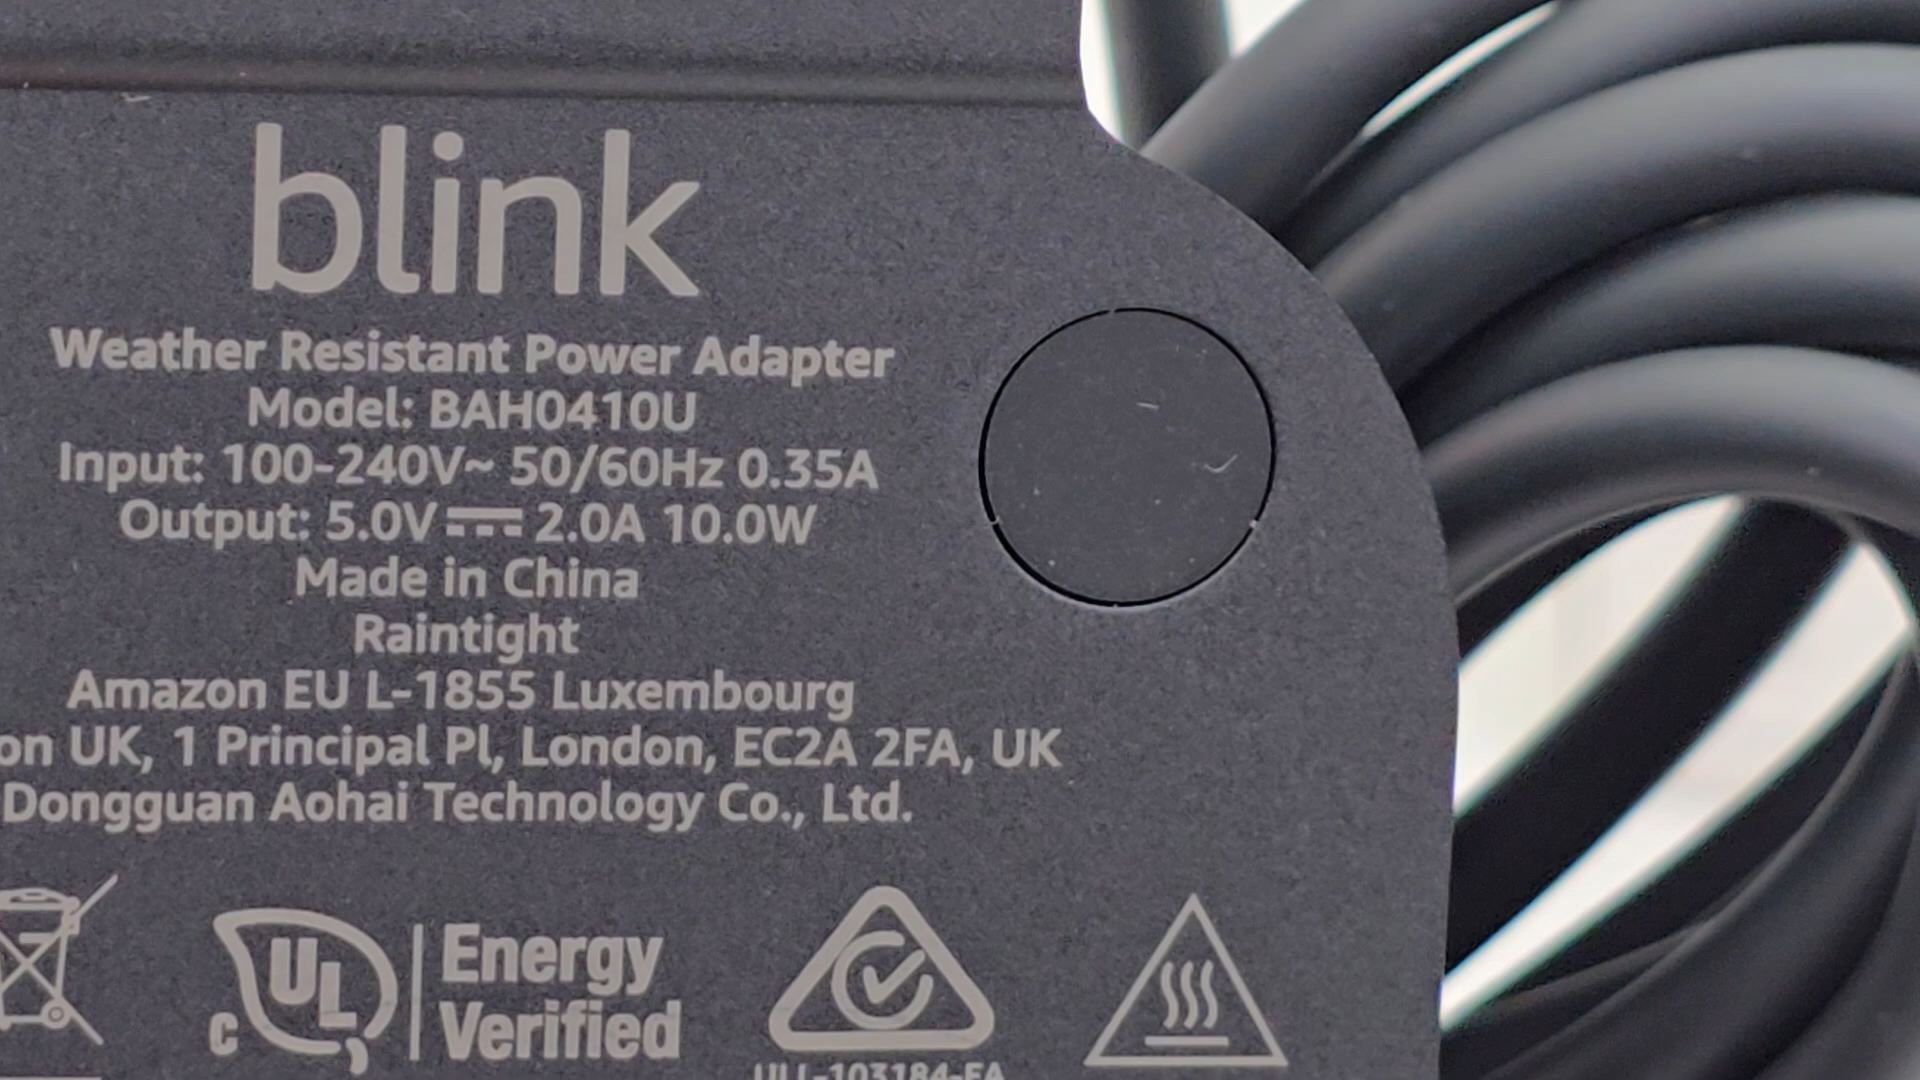 blink
Weather Resistant Power Adapter
Model: BAH0410U
Input: 100-240V~ 50/60Hz 0.35A
Output: 5.0V⎓2.0A 10.0W
Made in China
Raintight
Amazon EU L-1855 Luxembourg
on UK, 1 Principal Pl, London, EC2A 2FA, UK
Dongguan Aohai Technology Co., Ltd.
c UL Energy
Verified